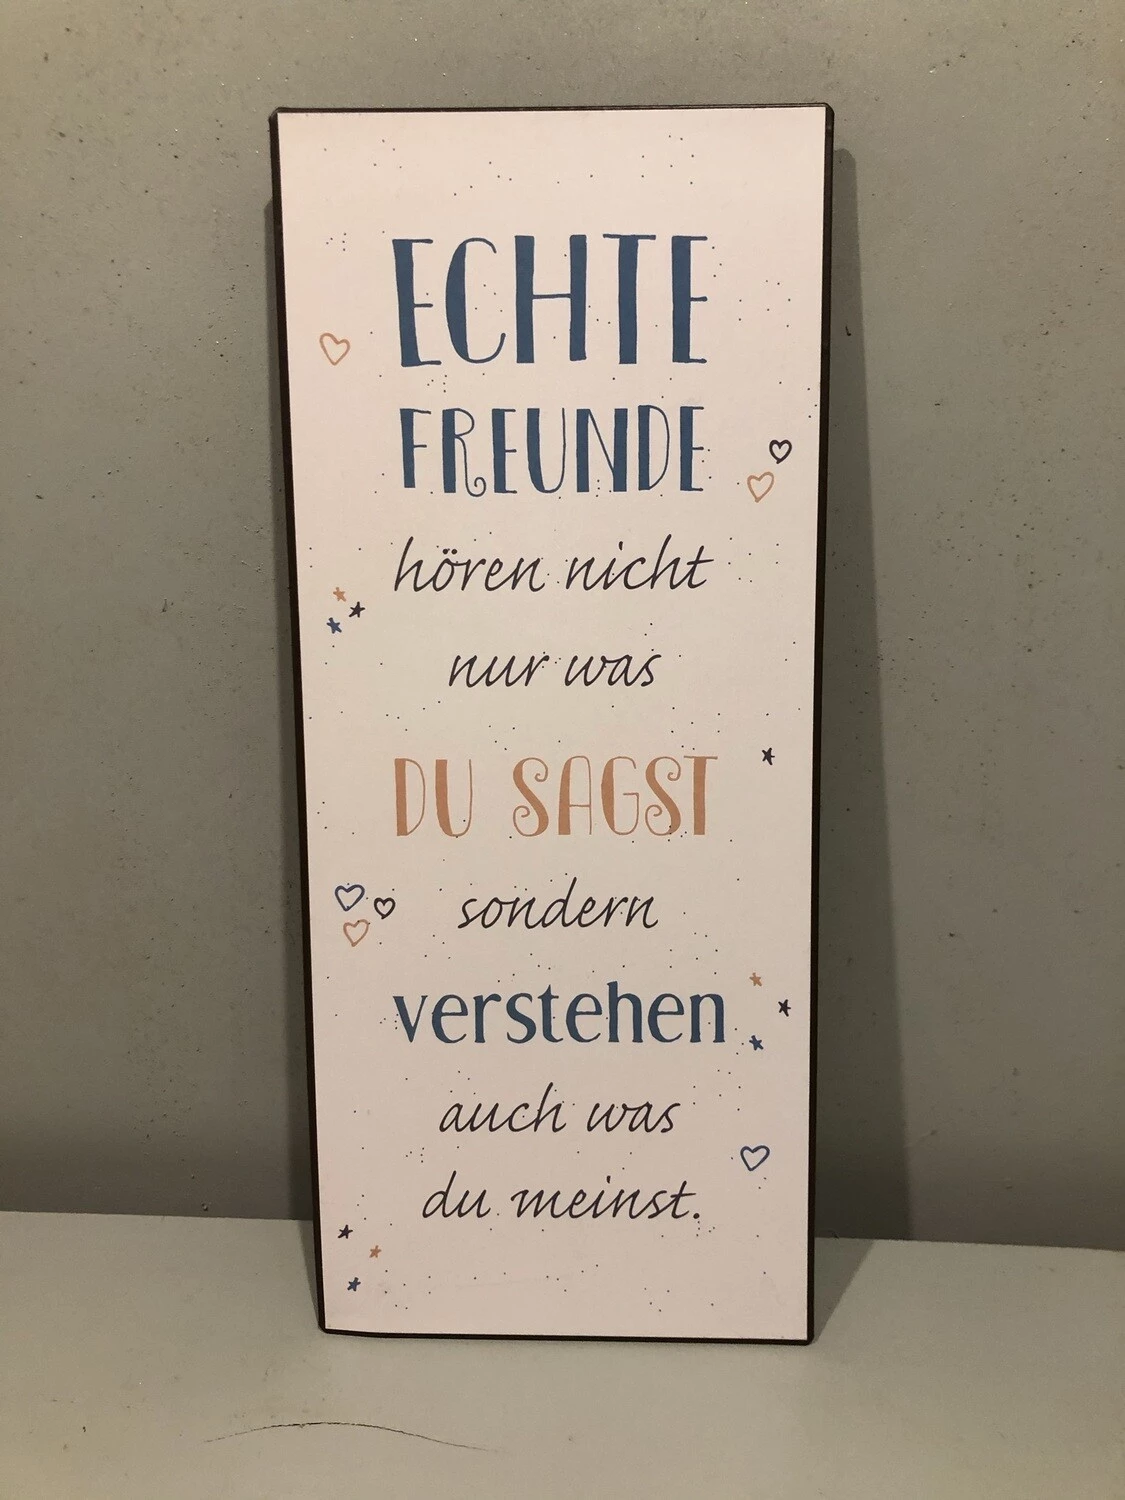 ECHTE
FREUNDE
hören nicht
nur was
DU SAGST
sondern
verstehen
auch was
du meinst.